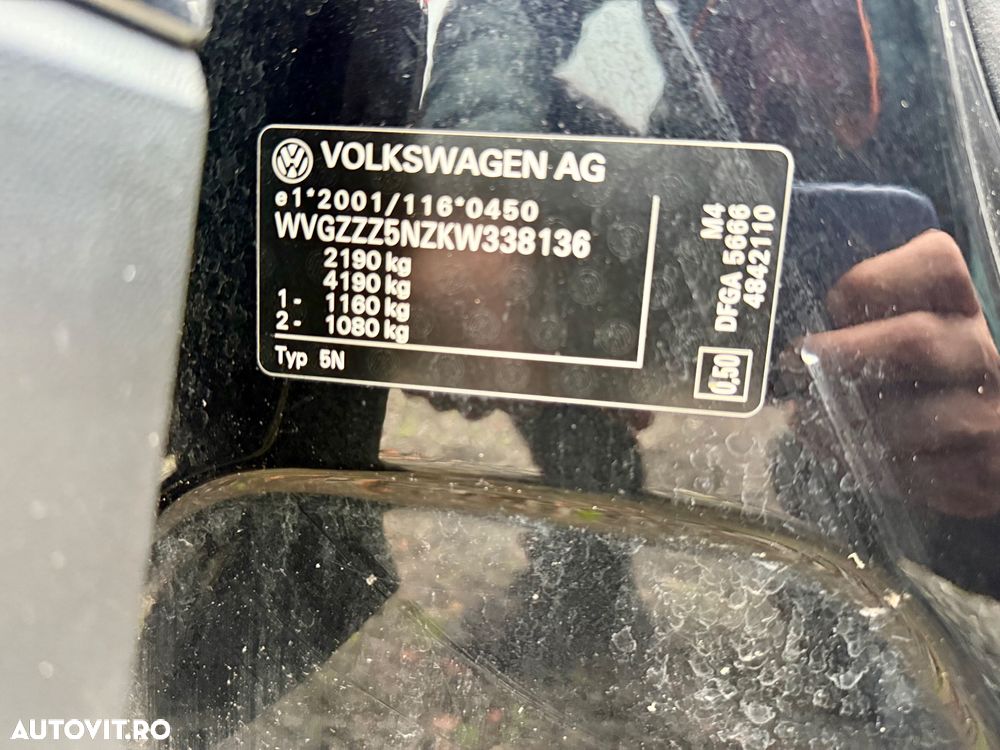 VOLKSWAGEN AG
e1*2001/116*0450
WVGZZZ5NZKW338136
2190 kg
4190 kg
1- 1160 kg
2- 1080 kg
Typ 5N
M4
DFGA 5666
4842110
0.50
AUTOVIT.RO